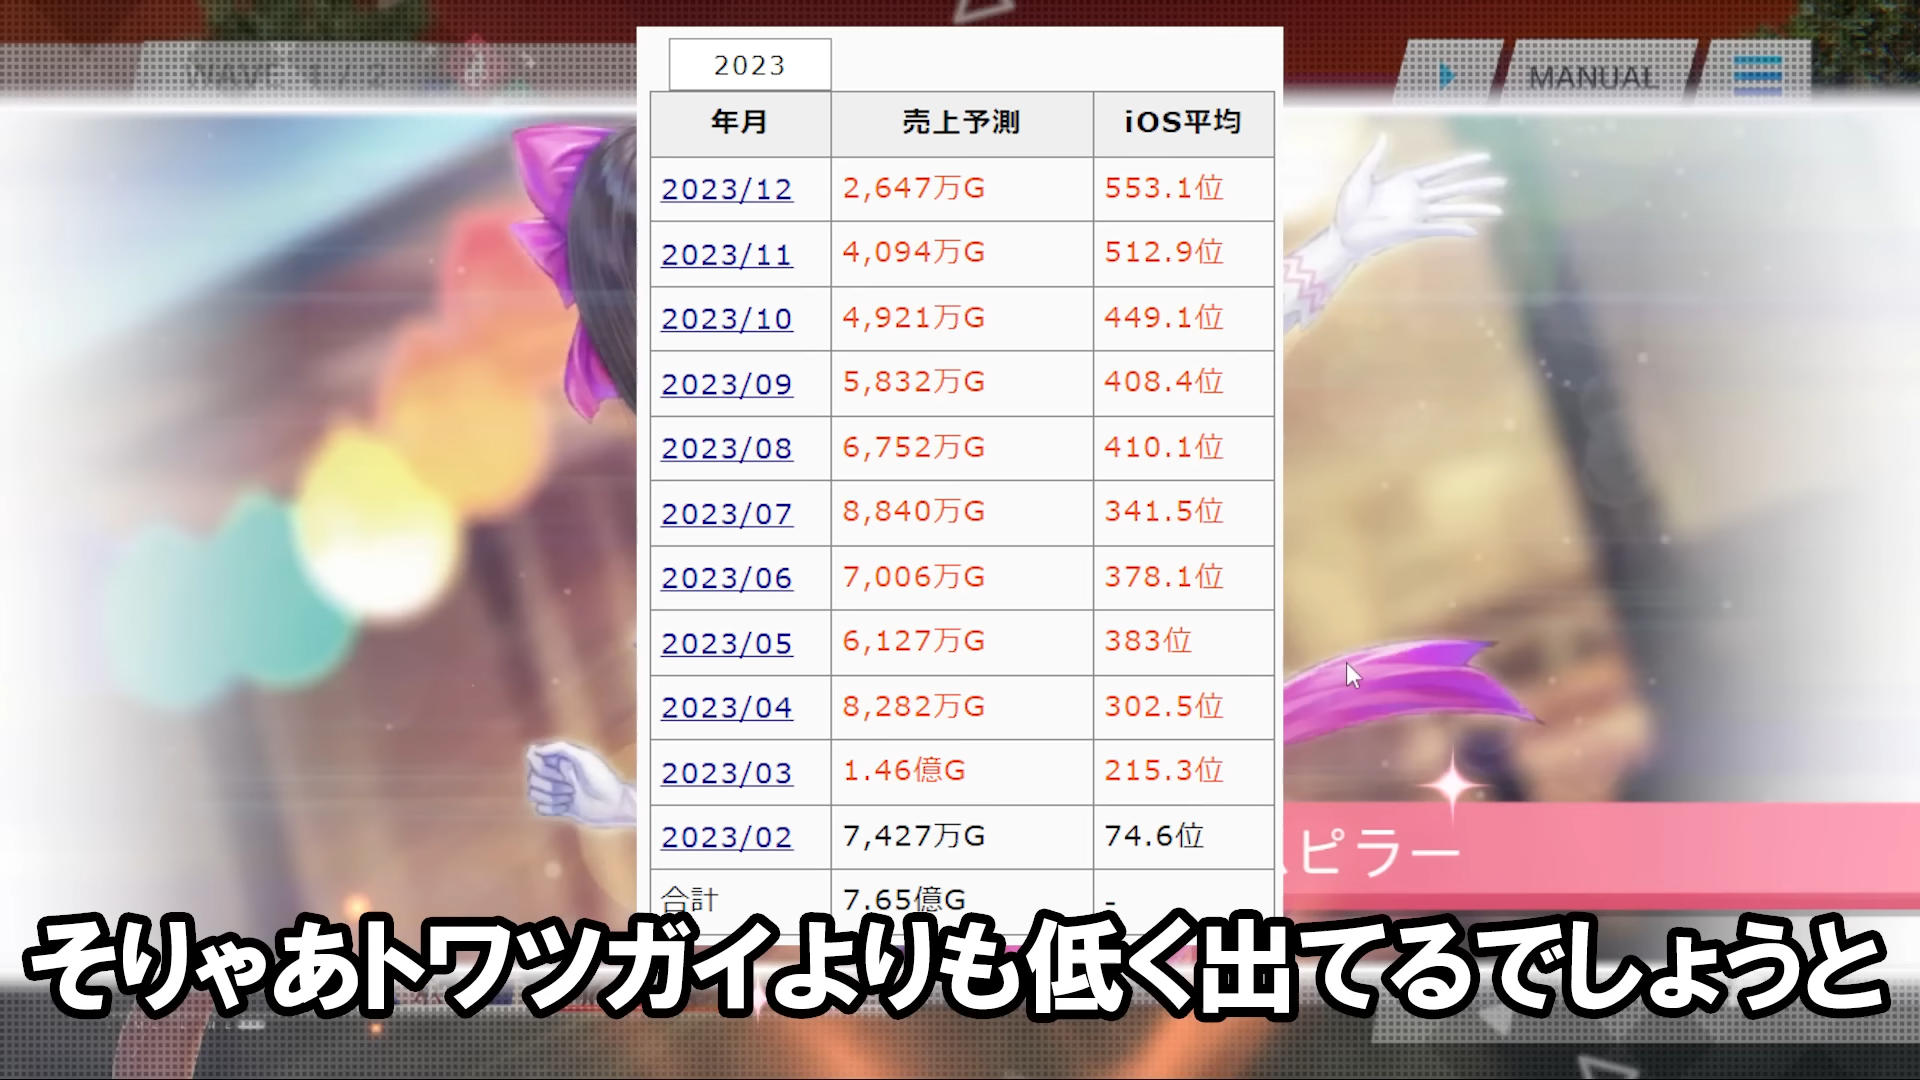 WAVE 1 / 2
MANUAL
2023
年月 売上予測 iOS平均
2023/12 2,647万G 553.1位
2023/11 4,094万G 512.9位
2023/10 4,921万G 449.1位
2023/09 5,832万G 408.4位
2023/08 6,752万G 410.1位
2023/07 8,840万G 341.5位
2023/06 7,006万G 378.1位
2023/05 6,127万G 383位
2023/04 8,282万G 302.5位
2023/03 1.46億G 215.3位
2023/02 7,427万G 74.6位
合計 7.65億G -
ピラー
そりゃあトワツガイよりも低く出てるでしょうと